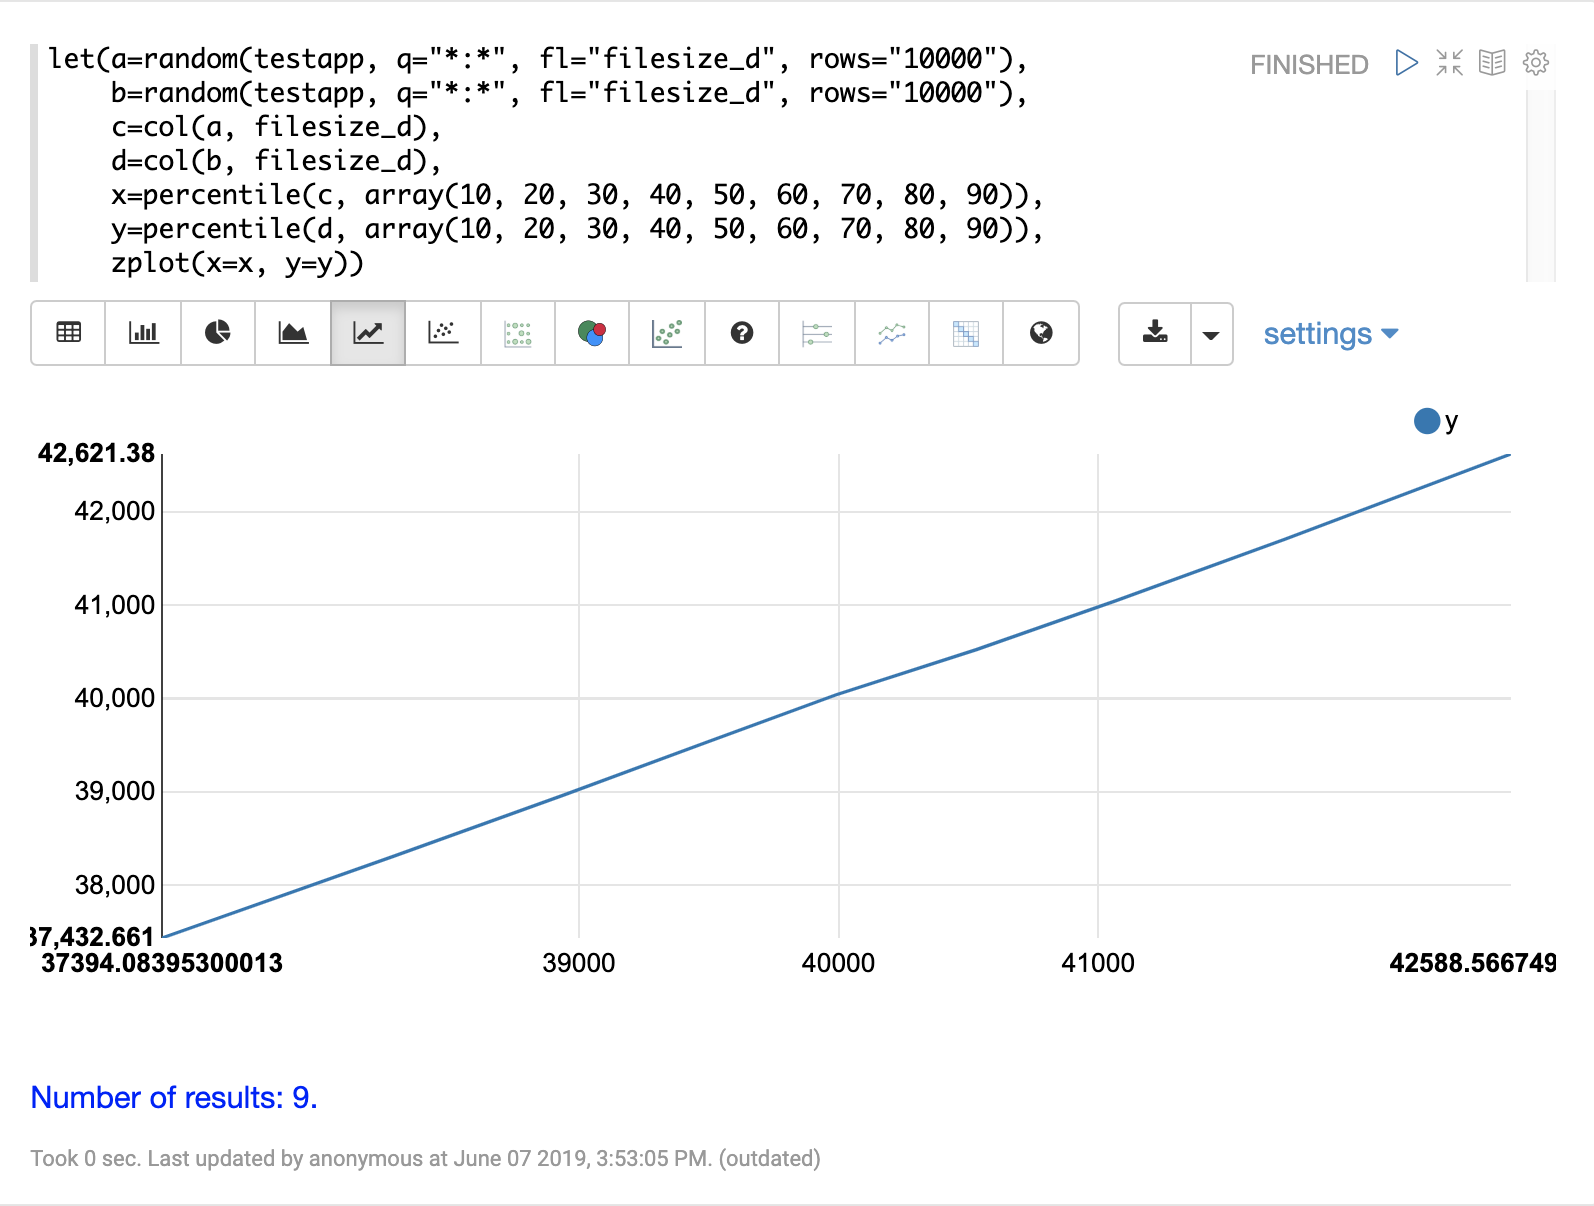 let(a=random(testapp, q="*:*", fl="filesize_d", rows="10000"),
b=random(testapp, q="*:*", fl="filesize_d", rows="10000"),
c=col(a, filesize_d),
d=col(b, filesize_d),
x=percentile(c, array(10, 20, 30, 40, 50, 60, 70, 80, 90)),
y=percentile(d, array(10, 20, 30, 40, 50, 60, 70, 80, 90)),
zplot(x=x, y=y))
FINISHED
settings
y
42,621.38
42,000
41,000
40,000
39,000
38,000
37,432.661
37394.08395300013 39000 40000 41000 42588.566749
Number of results: 9.
Took 0 sec. Last updated by anonymous at June 07 2019, 3:53:05 PM. (outdated)